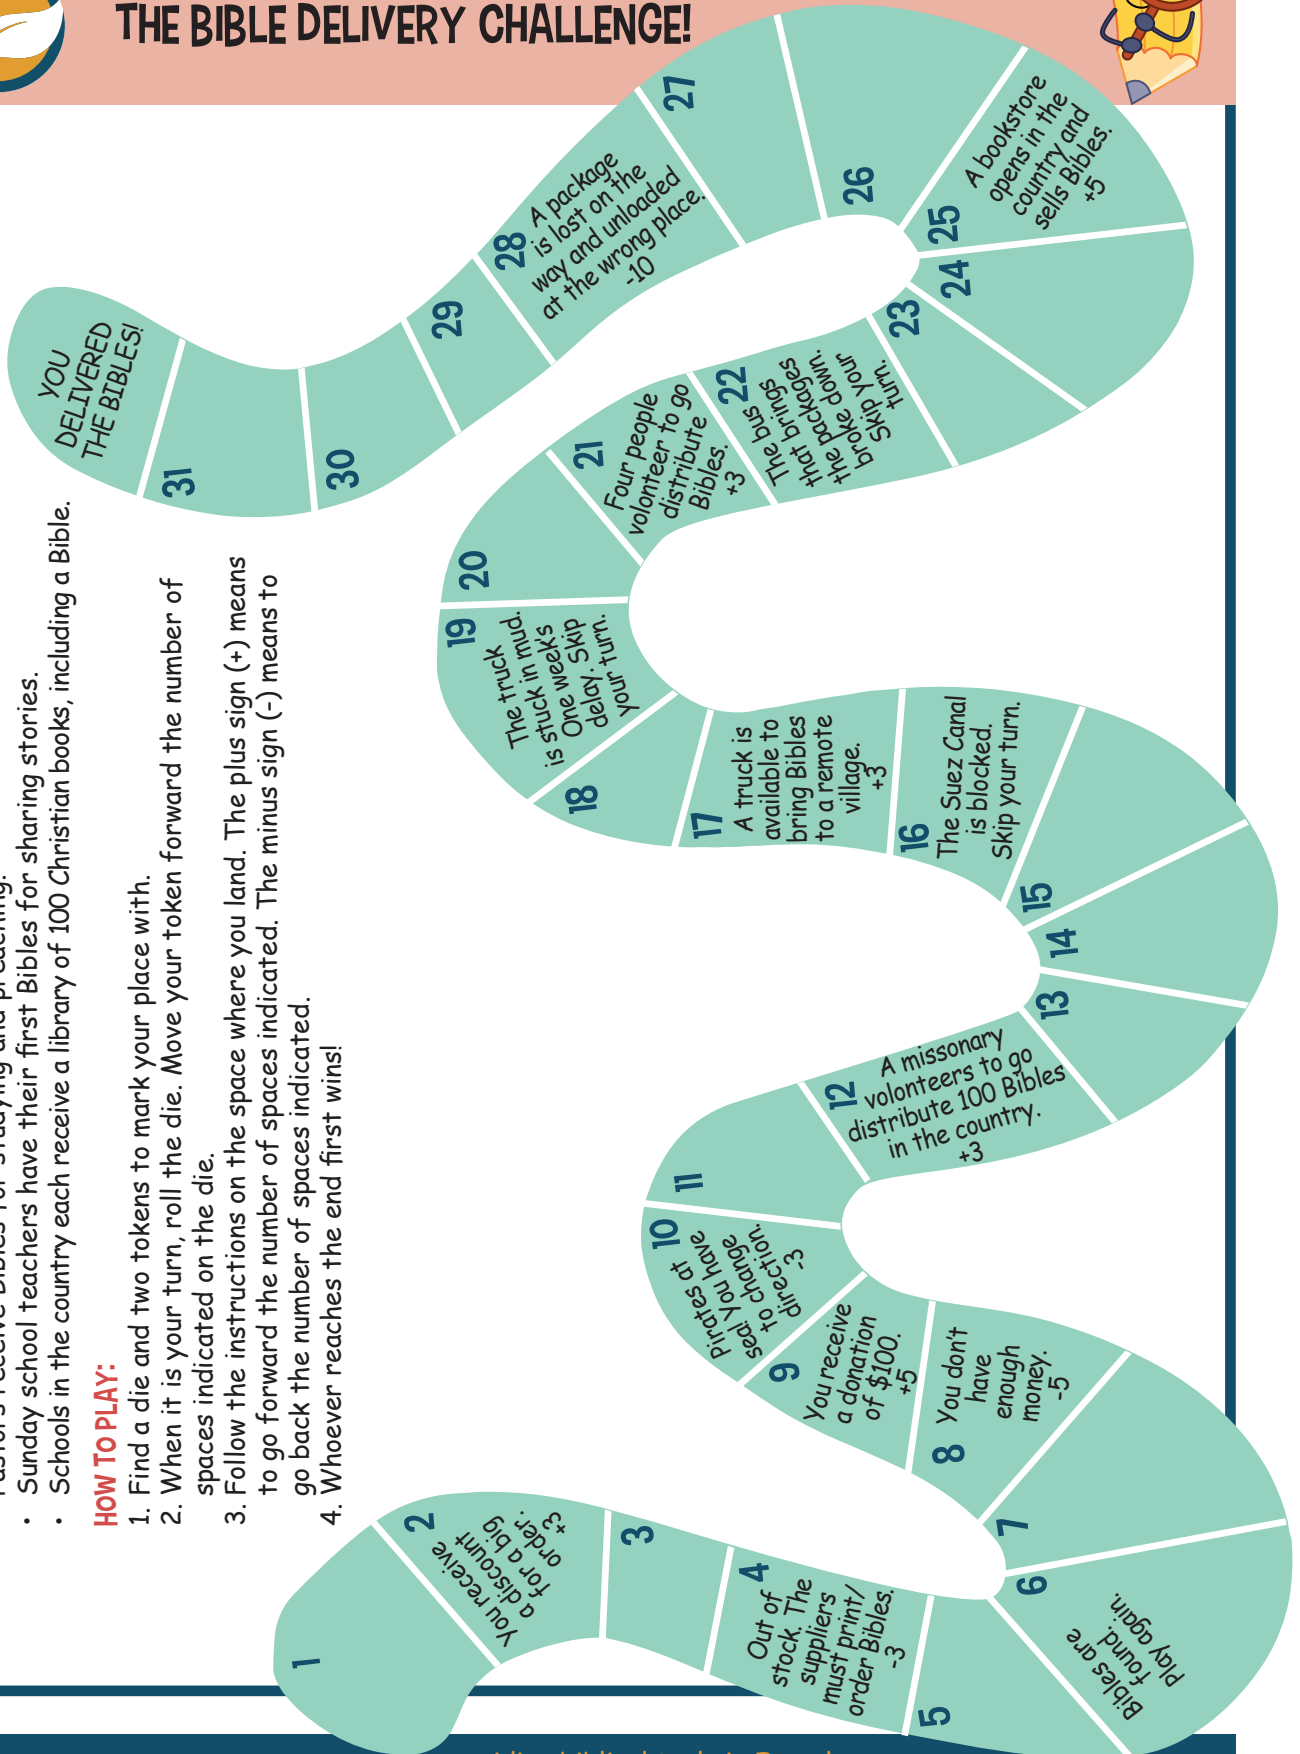 THE BIBLE DELIVERY CHALLENGE!
Sunday school teachers have their first Bibles for sharing stories.
Schools in the country each receive a library of 100 Christian books, including a Bible.
HOW TO PLAY:
1. Find a die and two tokens to mark your place with.
2. When it is your turn, roll the die. Move your token forward the number of
spaces indicated on the die.
3. Follow the instructions on the space where you land. The plus sign (+) means
to go forward the number of spaces indicated. The minus sign (-) means to
go back the number of spaces indicated.
4. Whoever reaches the end first wins!
1
2
You receive
a discount
for a big
order.
+3
3
4
Out of
stock. The
suppliers
must print/
order Bibles.
-3
5
6
Bibles are
found.
Play again.
7
8
You don't
have
enough
money.
-5
9
You receive
a donation
of $100.
+5
10
Pirates at
sea! You have
to change
direction.
-3
11
12
A missonary
volunteers to go
distribute 100 Bibles
in the country.
+3
13
14
15
16
The Suez Canal
is blocked.
Skip your turn.
17
A truck is
available to
bring Bibles
to a remote
village.
+3
18
19
The truck
is stuck in mud.
One week's
delay. Skip
your turn.
20
21
Four people
volunteer to go
distribute
Bibles.
+3
22
The bus
that brings
the packages
broke down.
Skip your
turn.
23
24
25
A bookstore
opens in the
country and
sells Bibles.
+5
26
27
28
A package
is lost on the
way and unloaded
at the wrong place.
-10
29
30
31
YOU
DELIVERED
THE BIBLES!